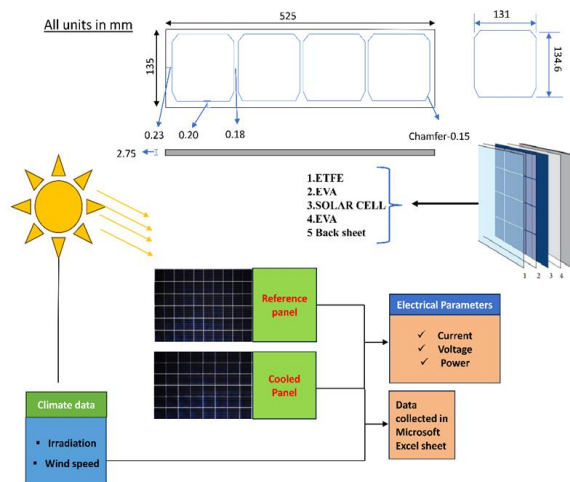 All units in mm
525
131
135
134.6
0.23
0.20
0.18
Chamfer-0.15
2.75
1.ETFE
2.EVA
3.SOLAR CELL
4.EVA
5 Back sheet
1 2 3 4
Reference
panel
Cooled
Panel
Electrical Parameters
✓ Current
✓ Voltage
✓ Power
Climate data
▪ Irradiation
▪ Wind speed
Data
collected in
Microsoft
Excel sheet